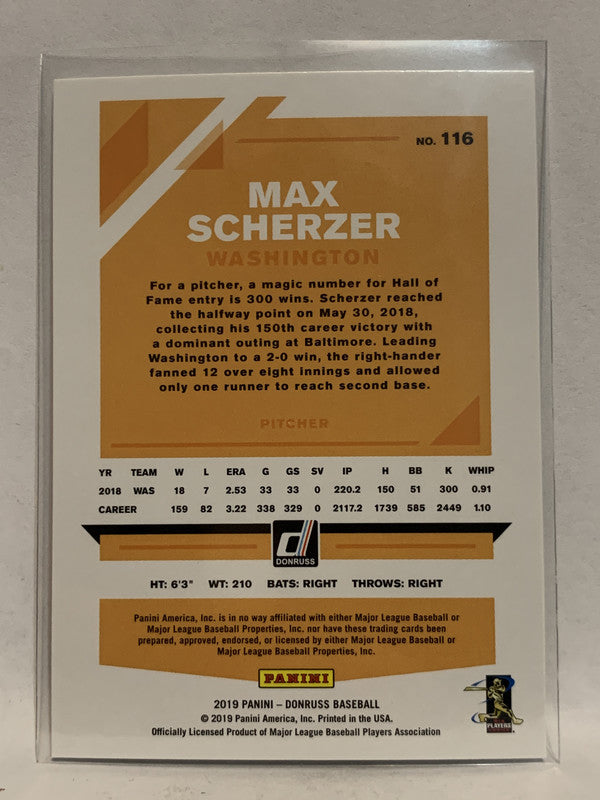 NO. 116
MAX
SCHERZER
WASHINGTON
For a pitcher, a magic number for Hall of
Fame entry is 300 wins. Scherzer reached
the halfway point on May 30, 2018,
collecting his 150th career victory with
a dominant outing at Baltimore. Leading
Washington to a 2-0 win, the right-hander
fanned 12 over eight innings and allowed
only one runner to reach second base.
PITCHER
YR TEAM W L ERA G GS SV IP H BB K WHIP
2018 WAS 18 7 2.53 33 33 0 220.2 150 51 300 0.91
CAREER 159 82 3.22 338 329 0 2117.2 1739 585 2449 1.10
d
DONRUSS
HT: 6'3" WT: 210 BATS: RIGHT THROWS: RIGHT
Panini America, Inc. is in no way affiliated with either Major League Baseball or
Major League Baseball Properties, Inc. nor have these trading cards been
prepared, approved, endorsed, or licensed by either Major League Baseball or
Major League Baseball Properties, Inc.
PANINI
2019 PANINI – DONRUSS BASEBALL
© 2019 Panini America, Inc. Printed in the USA.
Officially Licensed Product of Major League Baseball Players Association
PLAYERS